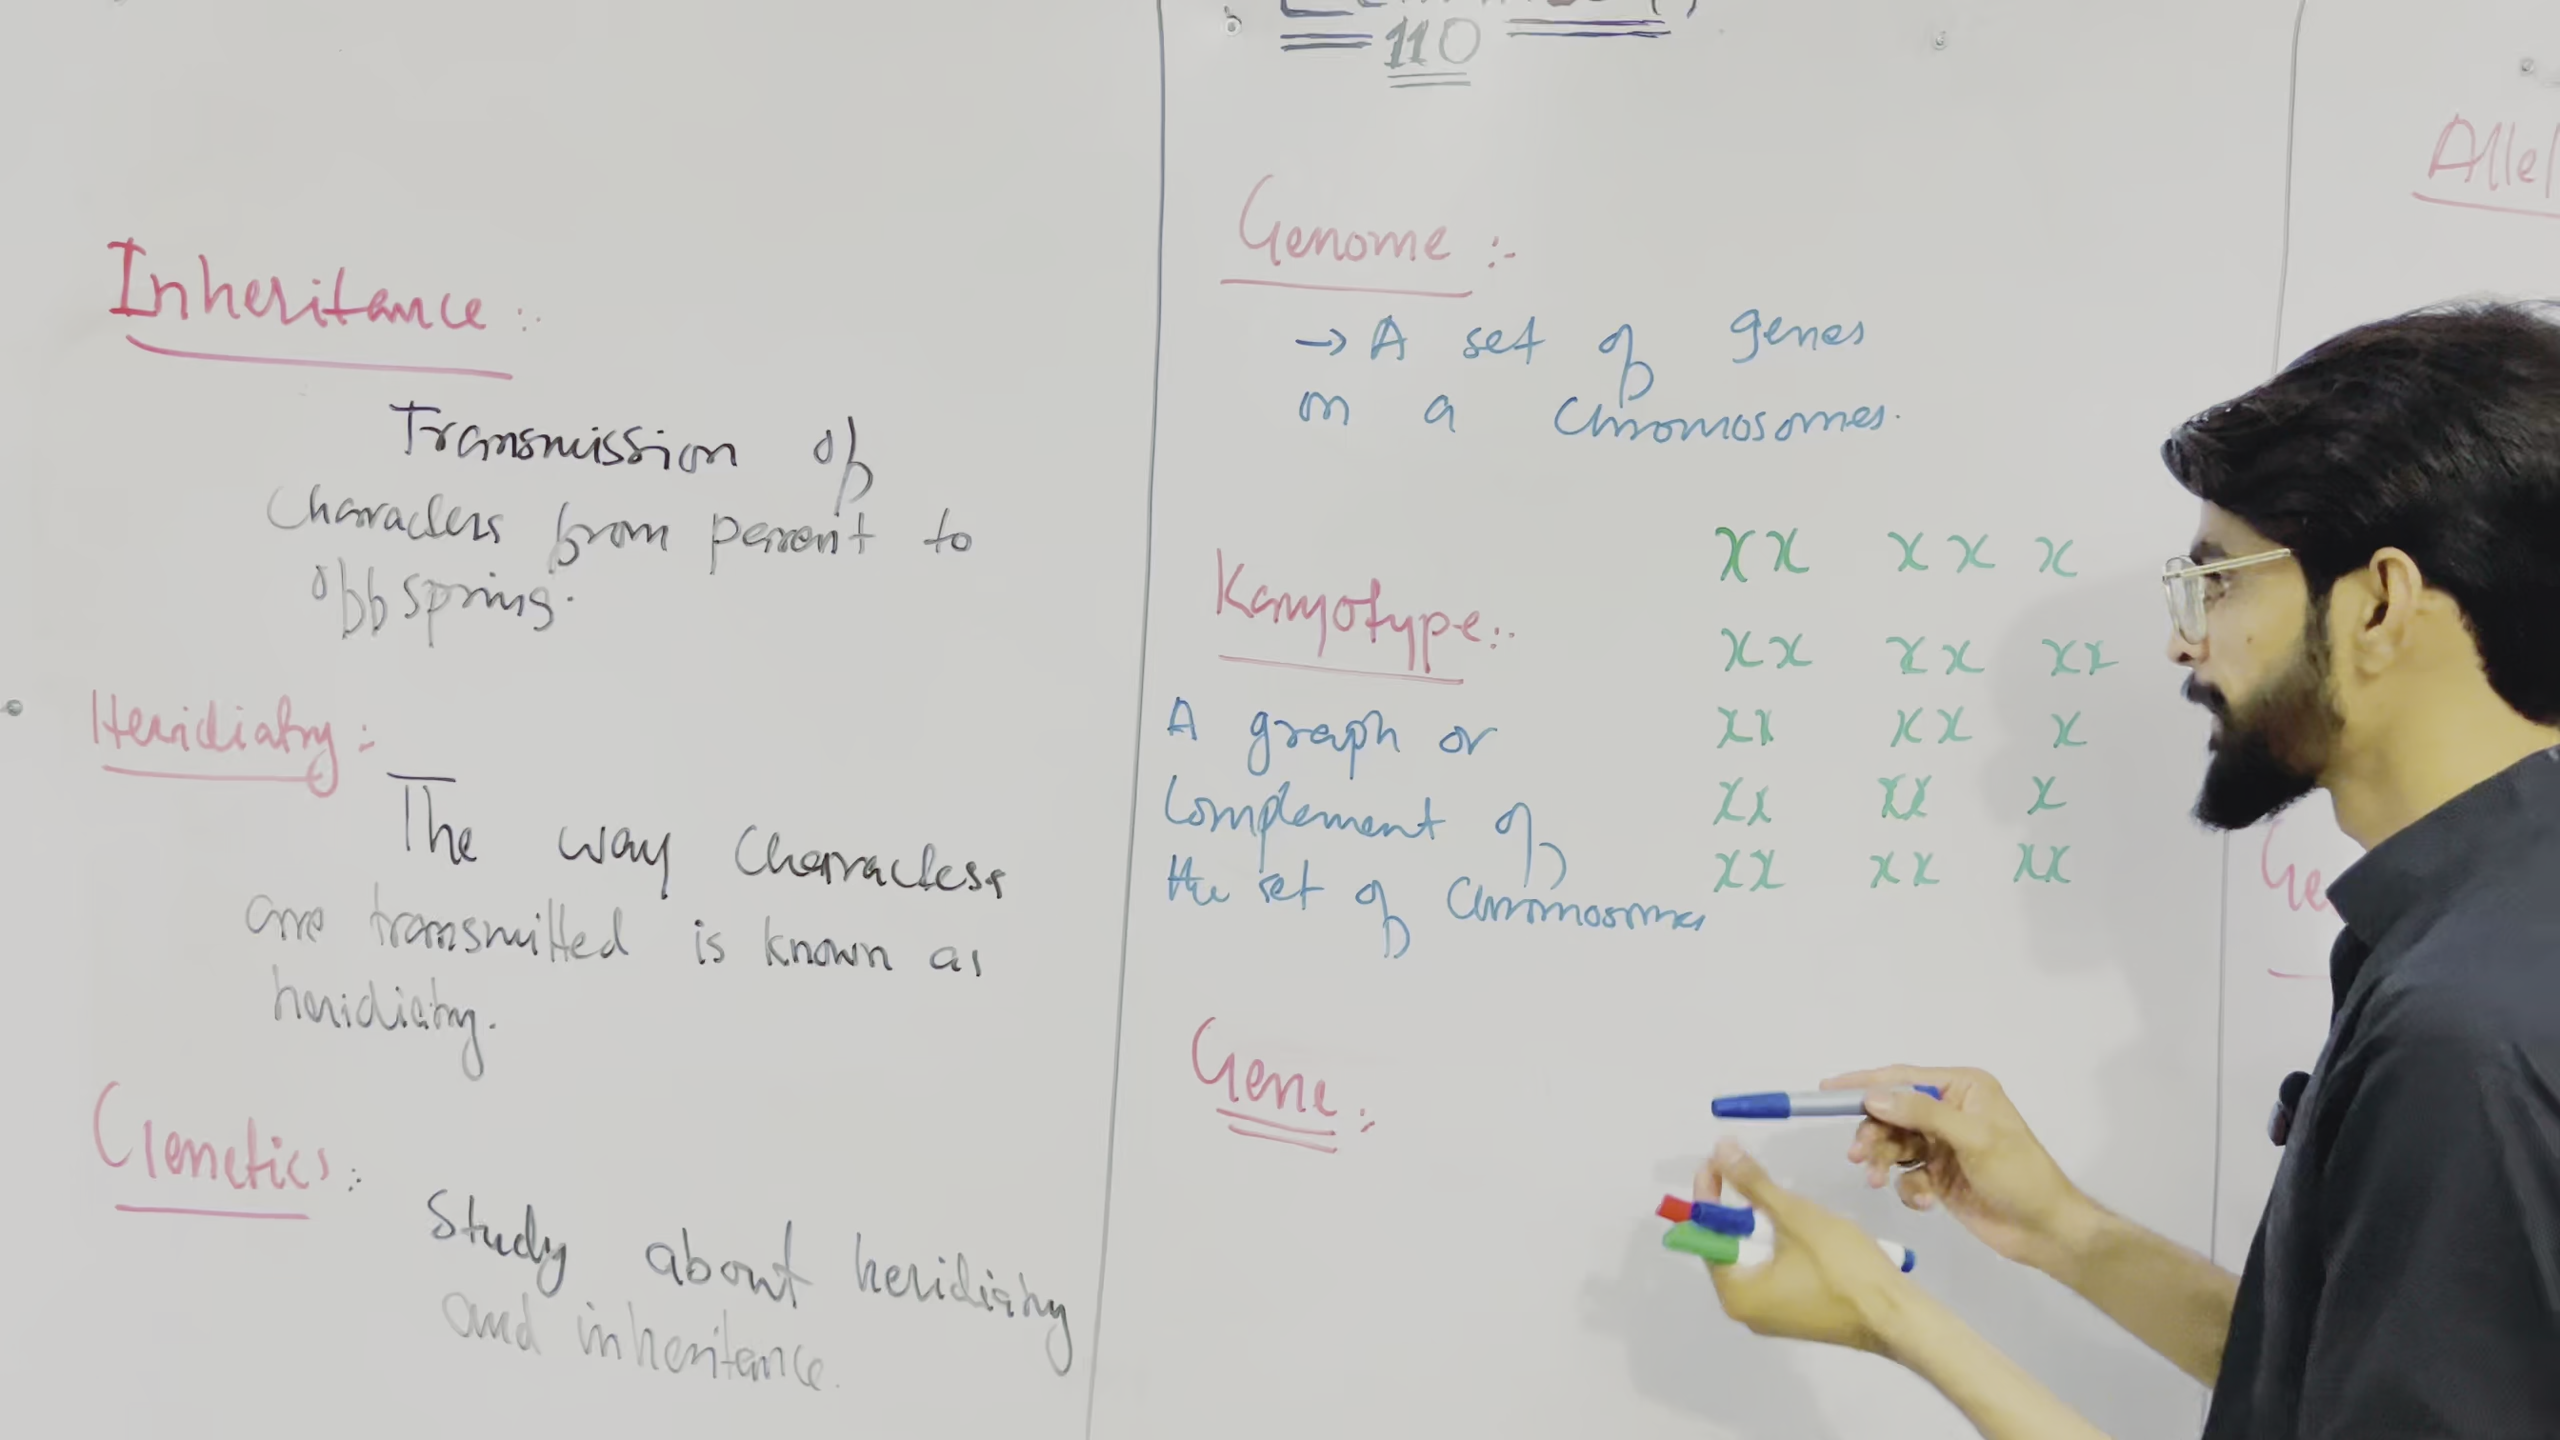 Inheritance:-
Transmission of
characters from parent to
offspring.
Heridiatry:-
The way characters
are transmitted is known as
heridiatry.
Genetics:-
Study about heridiatry
and inheritance.
110
Genome :-
→ A set of genes
on a Chromosomes.
Karyotype:-
A graph or
Complement of
the set of Chromosomes
xx xx x
xx xx xx
xx xx x
xx xx x
xx xx xx
Gene:-
Allel
Ge